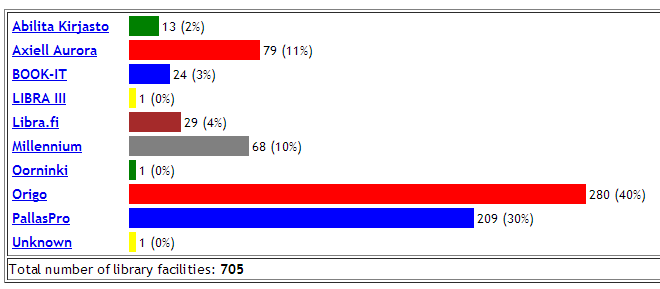 Abilita Kirjasto 13 (2%)
Axiell Aurora 79 (11%)
BOOK-IT 24 (3%)
LIBRA III 1 (0%)
Libra.fi 29 (4%)
Millennium 68 (10%)
Oorninki 1 (0%)
Origo 280 (40%)
PallasPro 209 (30%)
Unknown 1 (0%)
Total number of library facilities: 705